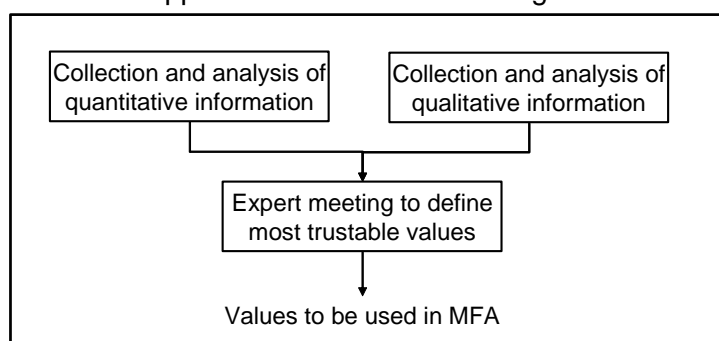 Collection and analysis of
quantitative information
Collection and analysis of
qualitative information
Expert meeting to define
most trustable values
Values to be used in MFA